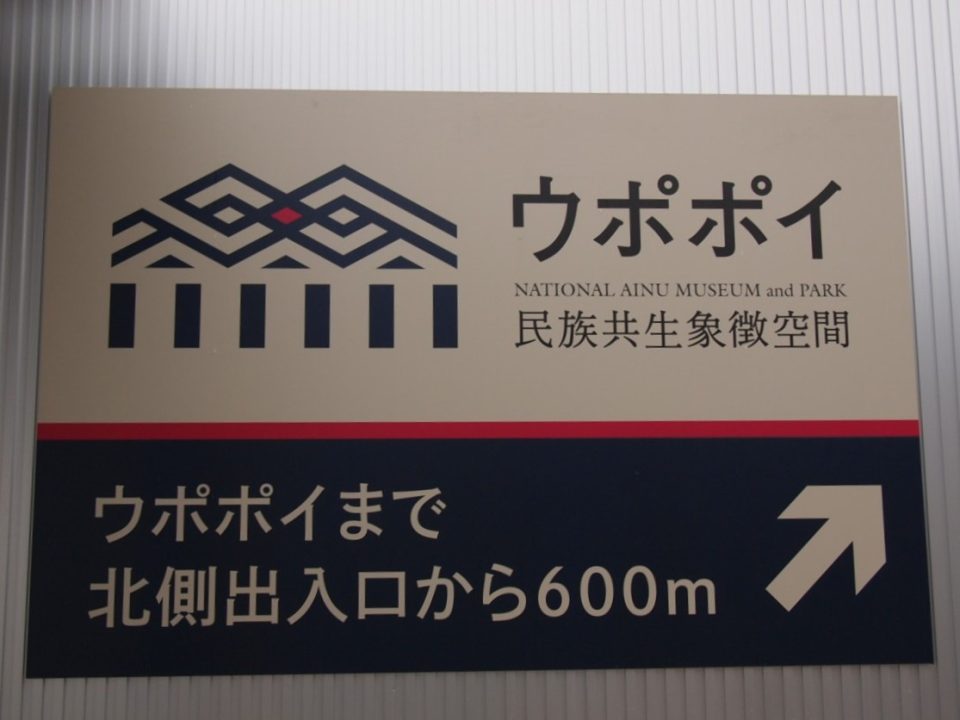 ウポポイ
NATIONAL AINU MUSEUM and PARK
民族共生象徴空間
ウポポイまで
北側出入口から600m